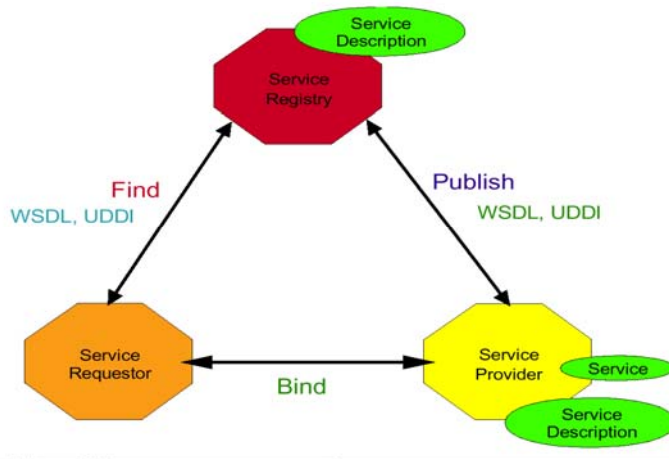 Service
Description
Service
Registry
Find
WSDL, UDDI
Publish
WSDL, UDDI
Service
Requestor
Bind
Service
Provider
Service
Service
Description